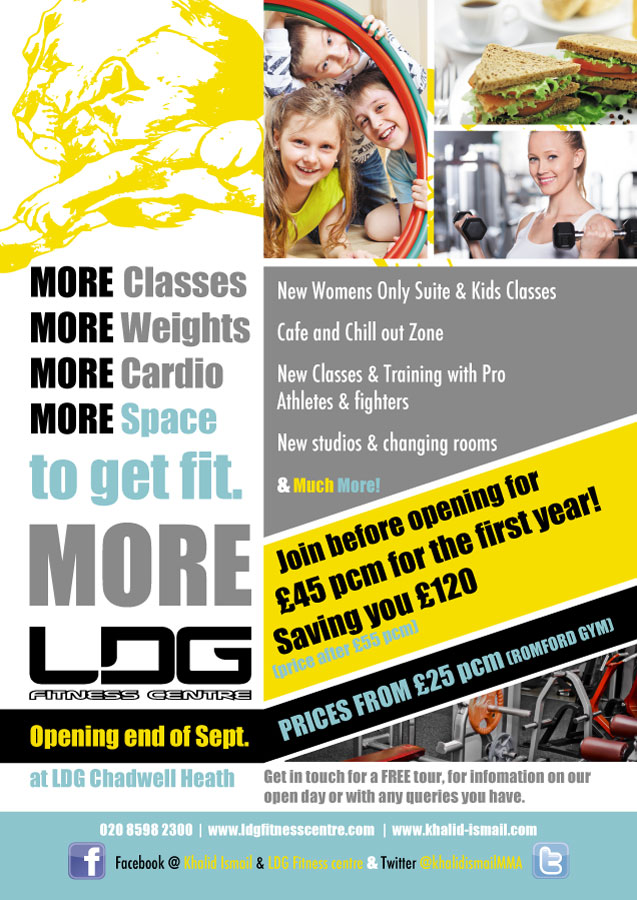 MORE Classes
MORE Weights
MORE Cardio
MORE Space
to get fit.
MORE
LDG
FITNESS CENTRE
Opening end of Sept.
at LDG Chadwell Heath
New Womens Only Suite & Kids Classes
Cafe and Chill out Zone
New Classes & Training with Pro
Athletes & fighters
New studios & changing rooms
& Much More!
Join before opening for
£45 pcm for the first year!
Saving you £120
(price after £55 pcm)
PRICES FROM £25 pcm (ROMFORD GYM)
Get in touch for a FREE tour, for infomation on our
open day or with any queries you have.
020 8598 2300 | www.ldgfitnesscentre.com | www.khalid-ismail.com
f Facebook @ Khalid Ismail & LDG Fitness centre & Twitter @khalidismailMMA t